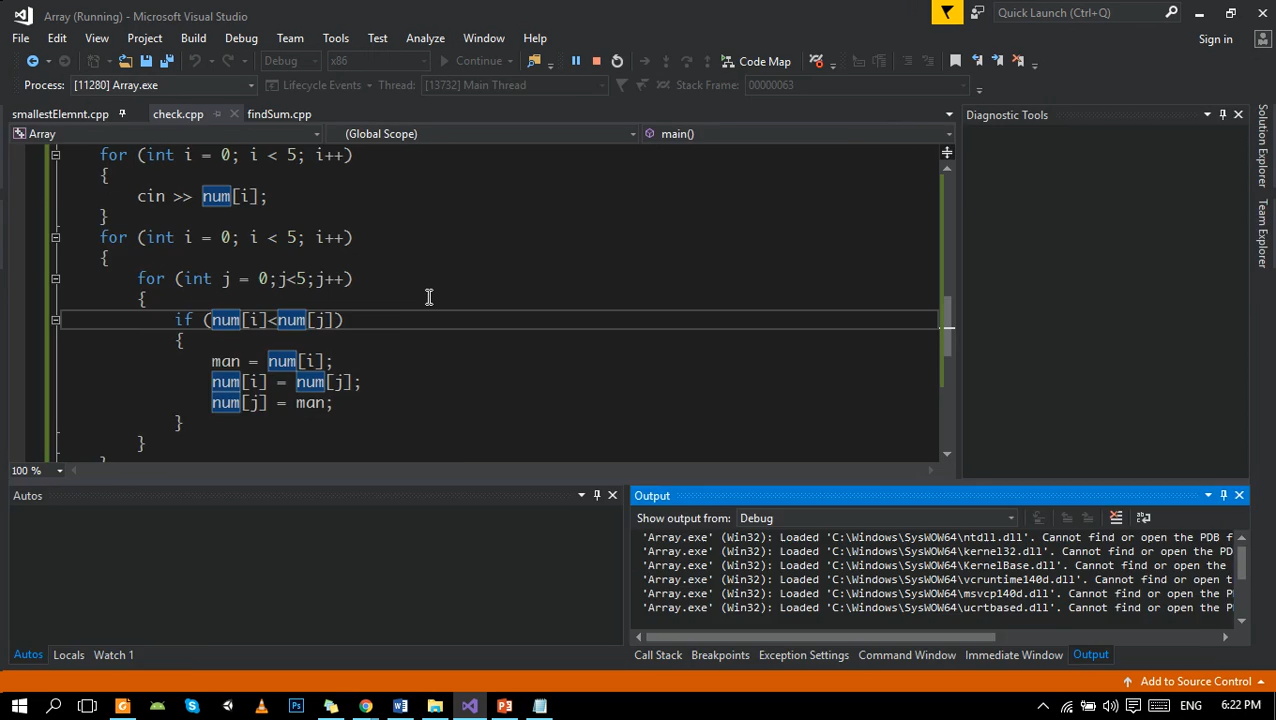 Array (Running) - Microsoft Visual Studio
Quick Launch (Ctrl+Q)
File Edit View Project Build Debug Team Tools Test Analyze Window Help
Sign in
Debug x86 Continue Code Map
Process: [11280] Array.exe Lifecycle Events Thread: [13732] Main Thread Stack Frame: 00000063
smallestElemnt.cpp check.cpp findSum.cpp
Diagnostic Tools
Array (Global Scope) main()
for (int i = 0; i < 5; i++)
{
cin >> num[i];
}
for (int i = 0; i < 5; i++)
{
for (int j = 0;j<5;j++)
{
if (num[i]<num[j])
{
man = num[i];
num[i] = num[j];
num[j] = man;
}
}
100 %
Solution Explorer
Team Explorer
Autos
Output
Show output from: Debug
'Array.exe' (Win32): Loaded 'C:\Windows\SysWOW64\ntdll.dll'. Cannot find or open the PDB f
'Array.exe' (Win32): Loaded 'C:\Windows\SysWOW64\kernel32.dll'. Cannot find or open the PD
'Array.exe' (Win32): Loaded 'C:\Windows\SysWOW64\KernelBase.dll'. Cannot find or open the
'Array.exe' (Win32): Loaded 'C:\Windows\SysWOW64\vcruntime140d.dll'. Cannot find or open t
'Array.exe' (Win32): Loaded 'C:\Windows\SysWOW64\msvcp140d.dll'. Cannot find or open the P
'Array.exe' (Win32): Loaded 'C:\Windows\SysWOW64\ucrtbased.dll'. Cannot find or open the P
Autos Locals Watch 1
Call Stack Breakpoints Exception Settings Command Window Immediate Window Output
Add to Source Control
ENG 6:22 PM